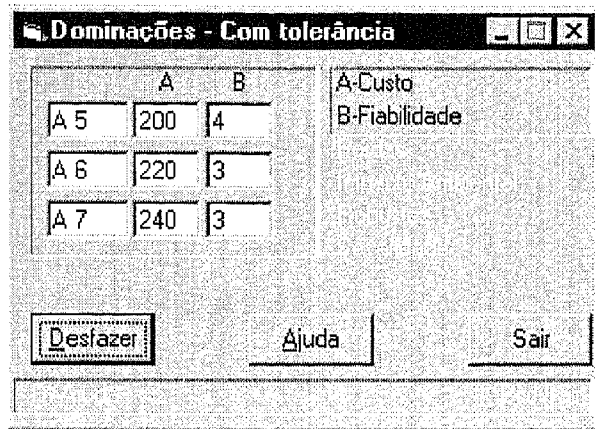 Dominações - Com tolerância
A B
A 5 200 4
A 6 220 3
A 7 240 3
A-Custo
B-Fiabilidade
Desfazer Ajuda Sair